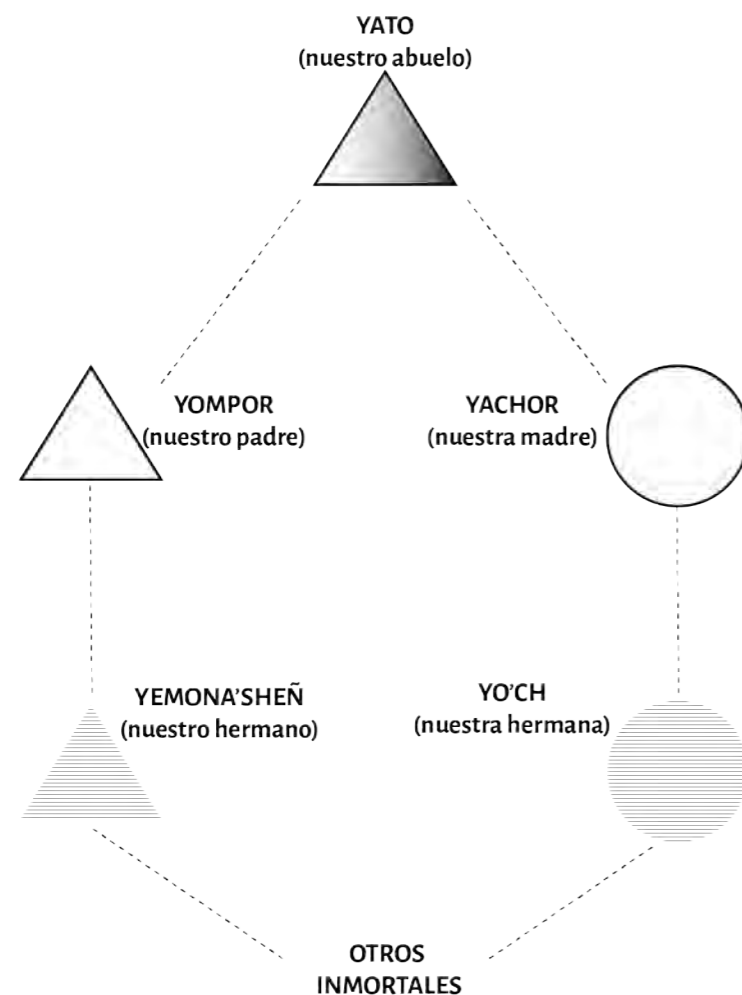 YATO
(nuestro abuelo)
YOMPOR
(nuestro padre)
YACHOR
(nuestra madre)
YEMONA’SHEÑ
(nuestro hermano)
YO’CH
(nuestra hermana)
OTROS
INMORTALES